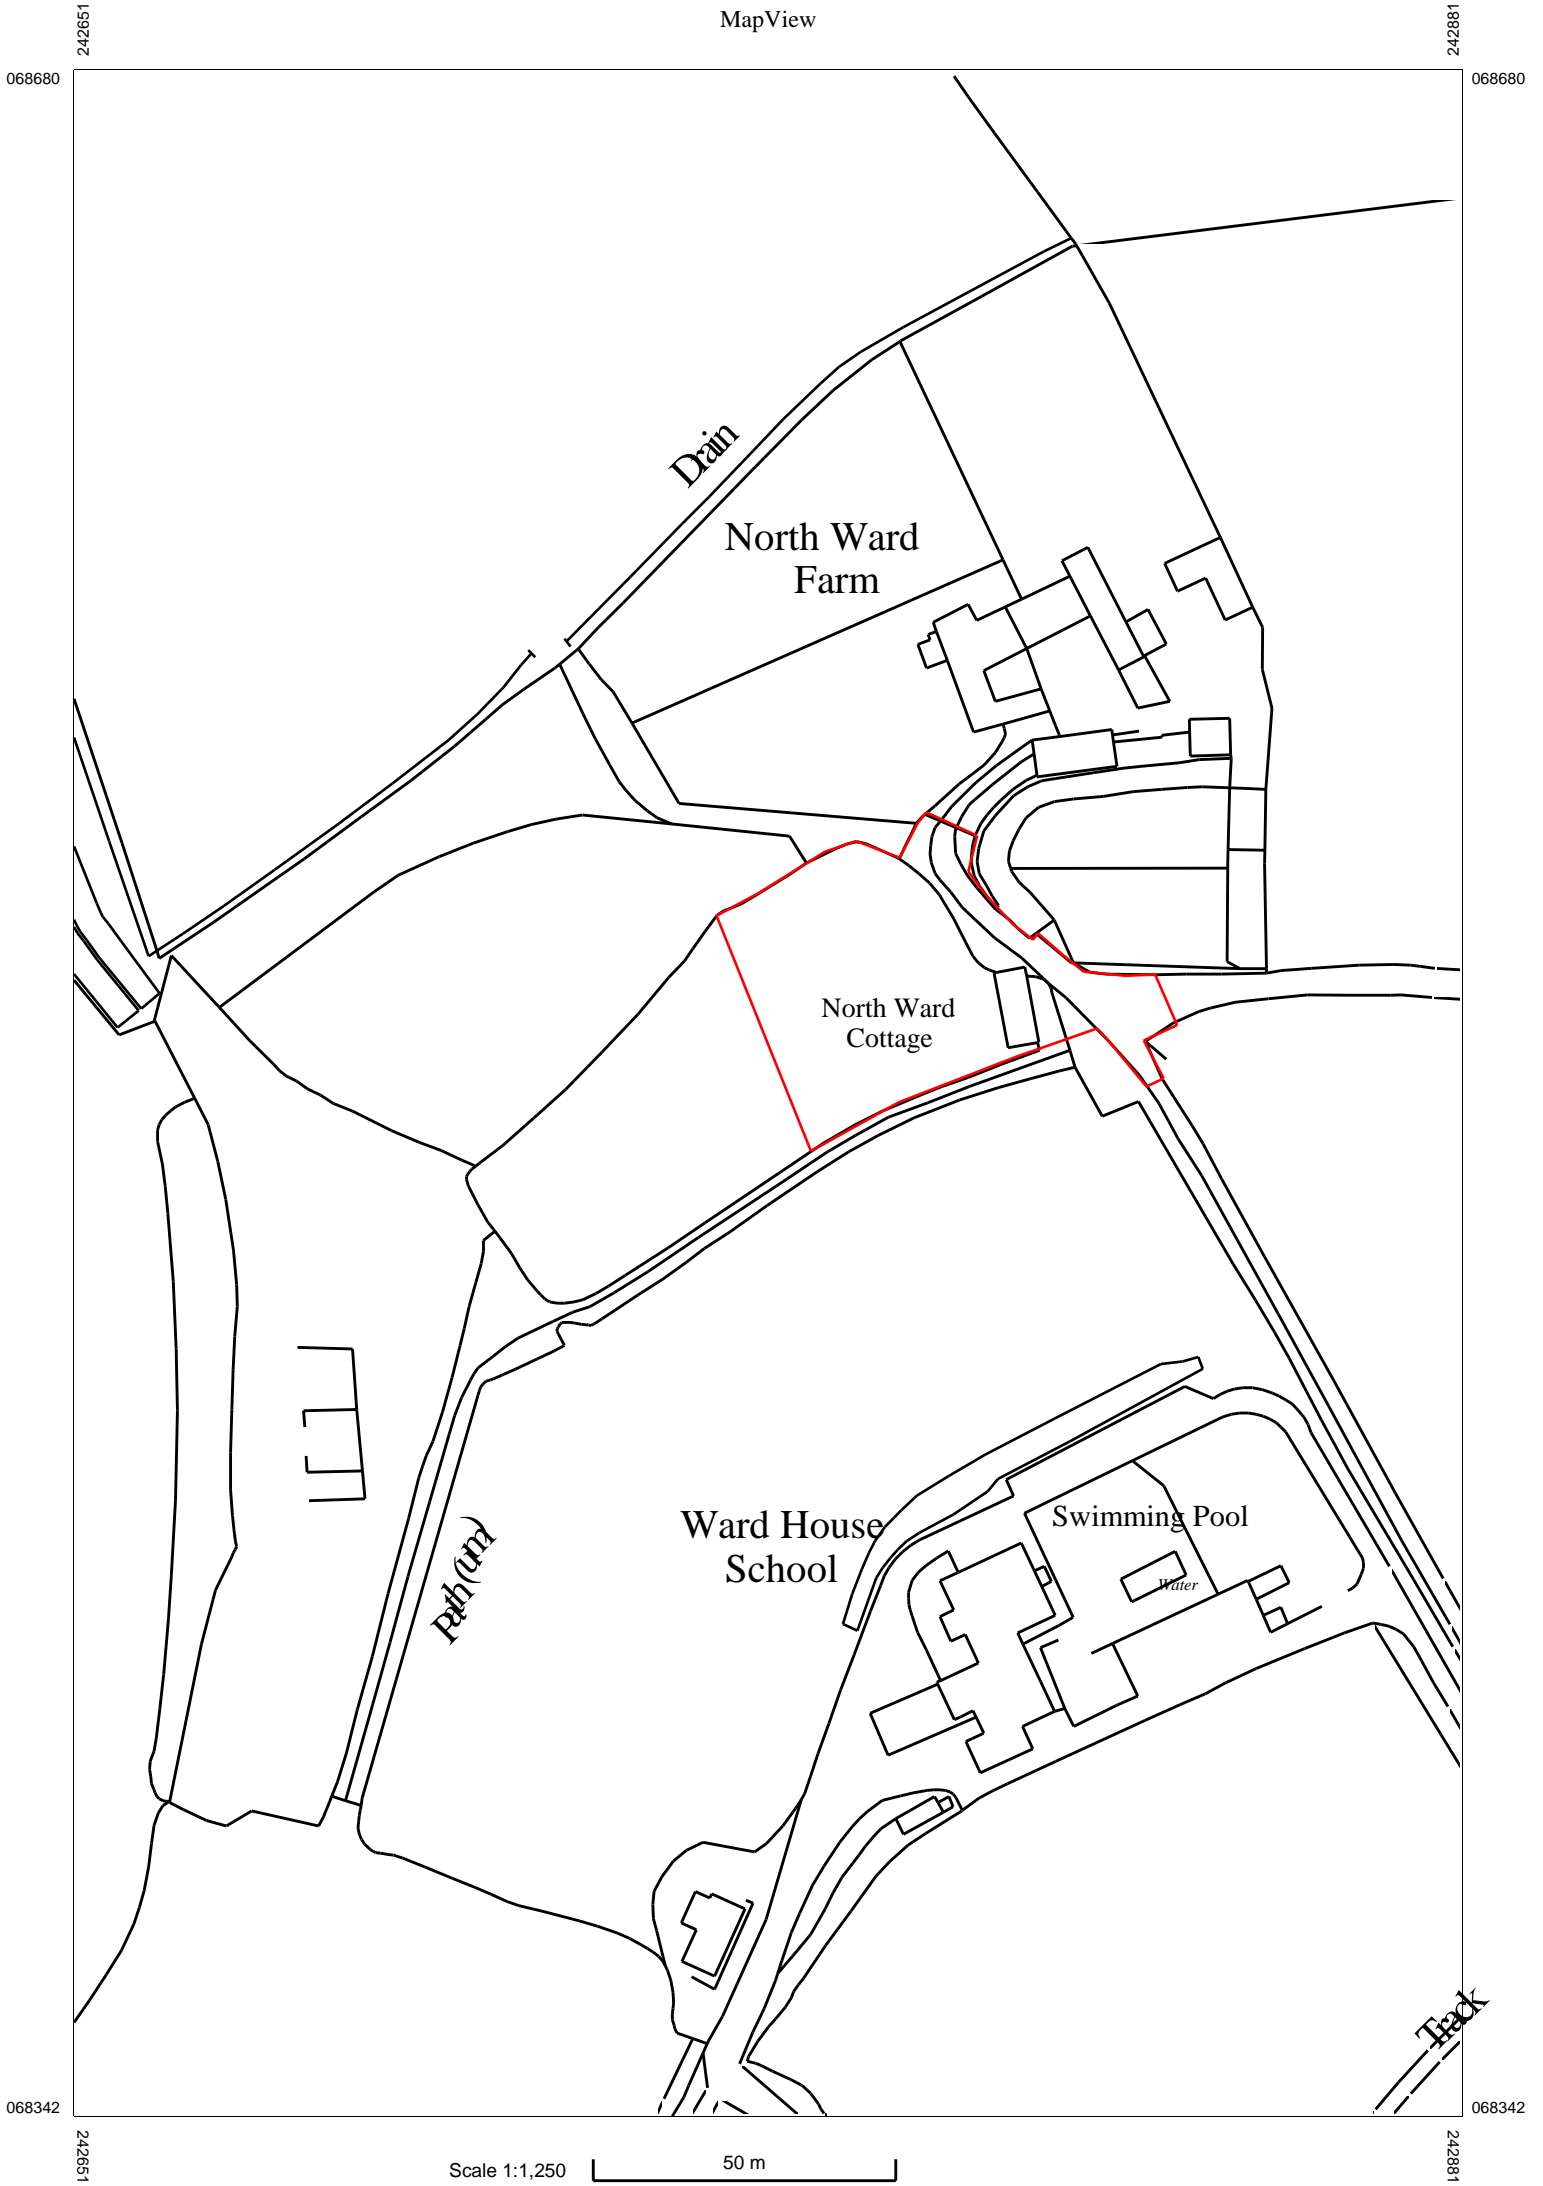 MapView
242651
242881
068680
068680
Drain
North Ward
Farm
North Ward
Cottage
Ward House
School
Swimming Pool
Water
Path (um)
Track
068342
068342
242651
242881
Scale 1:1,250
50 m